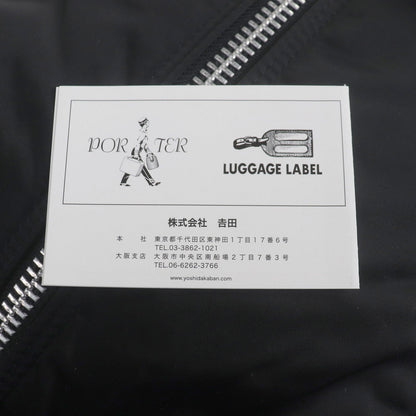 PORTER
LUGGAGE LABEL
株式会社 𠮷田
本　　社　東京都千代田区東神田1丁目17番6号
TEL.03-3862-1021
大阪支店　大阪市中央区南船場2丁目7番3号
TEL.06-6262-3766
www.yoshidakaban.com